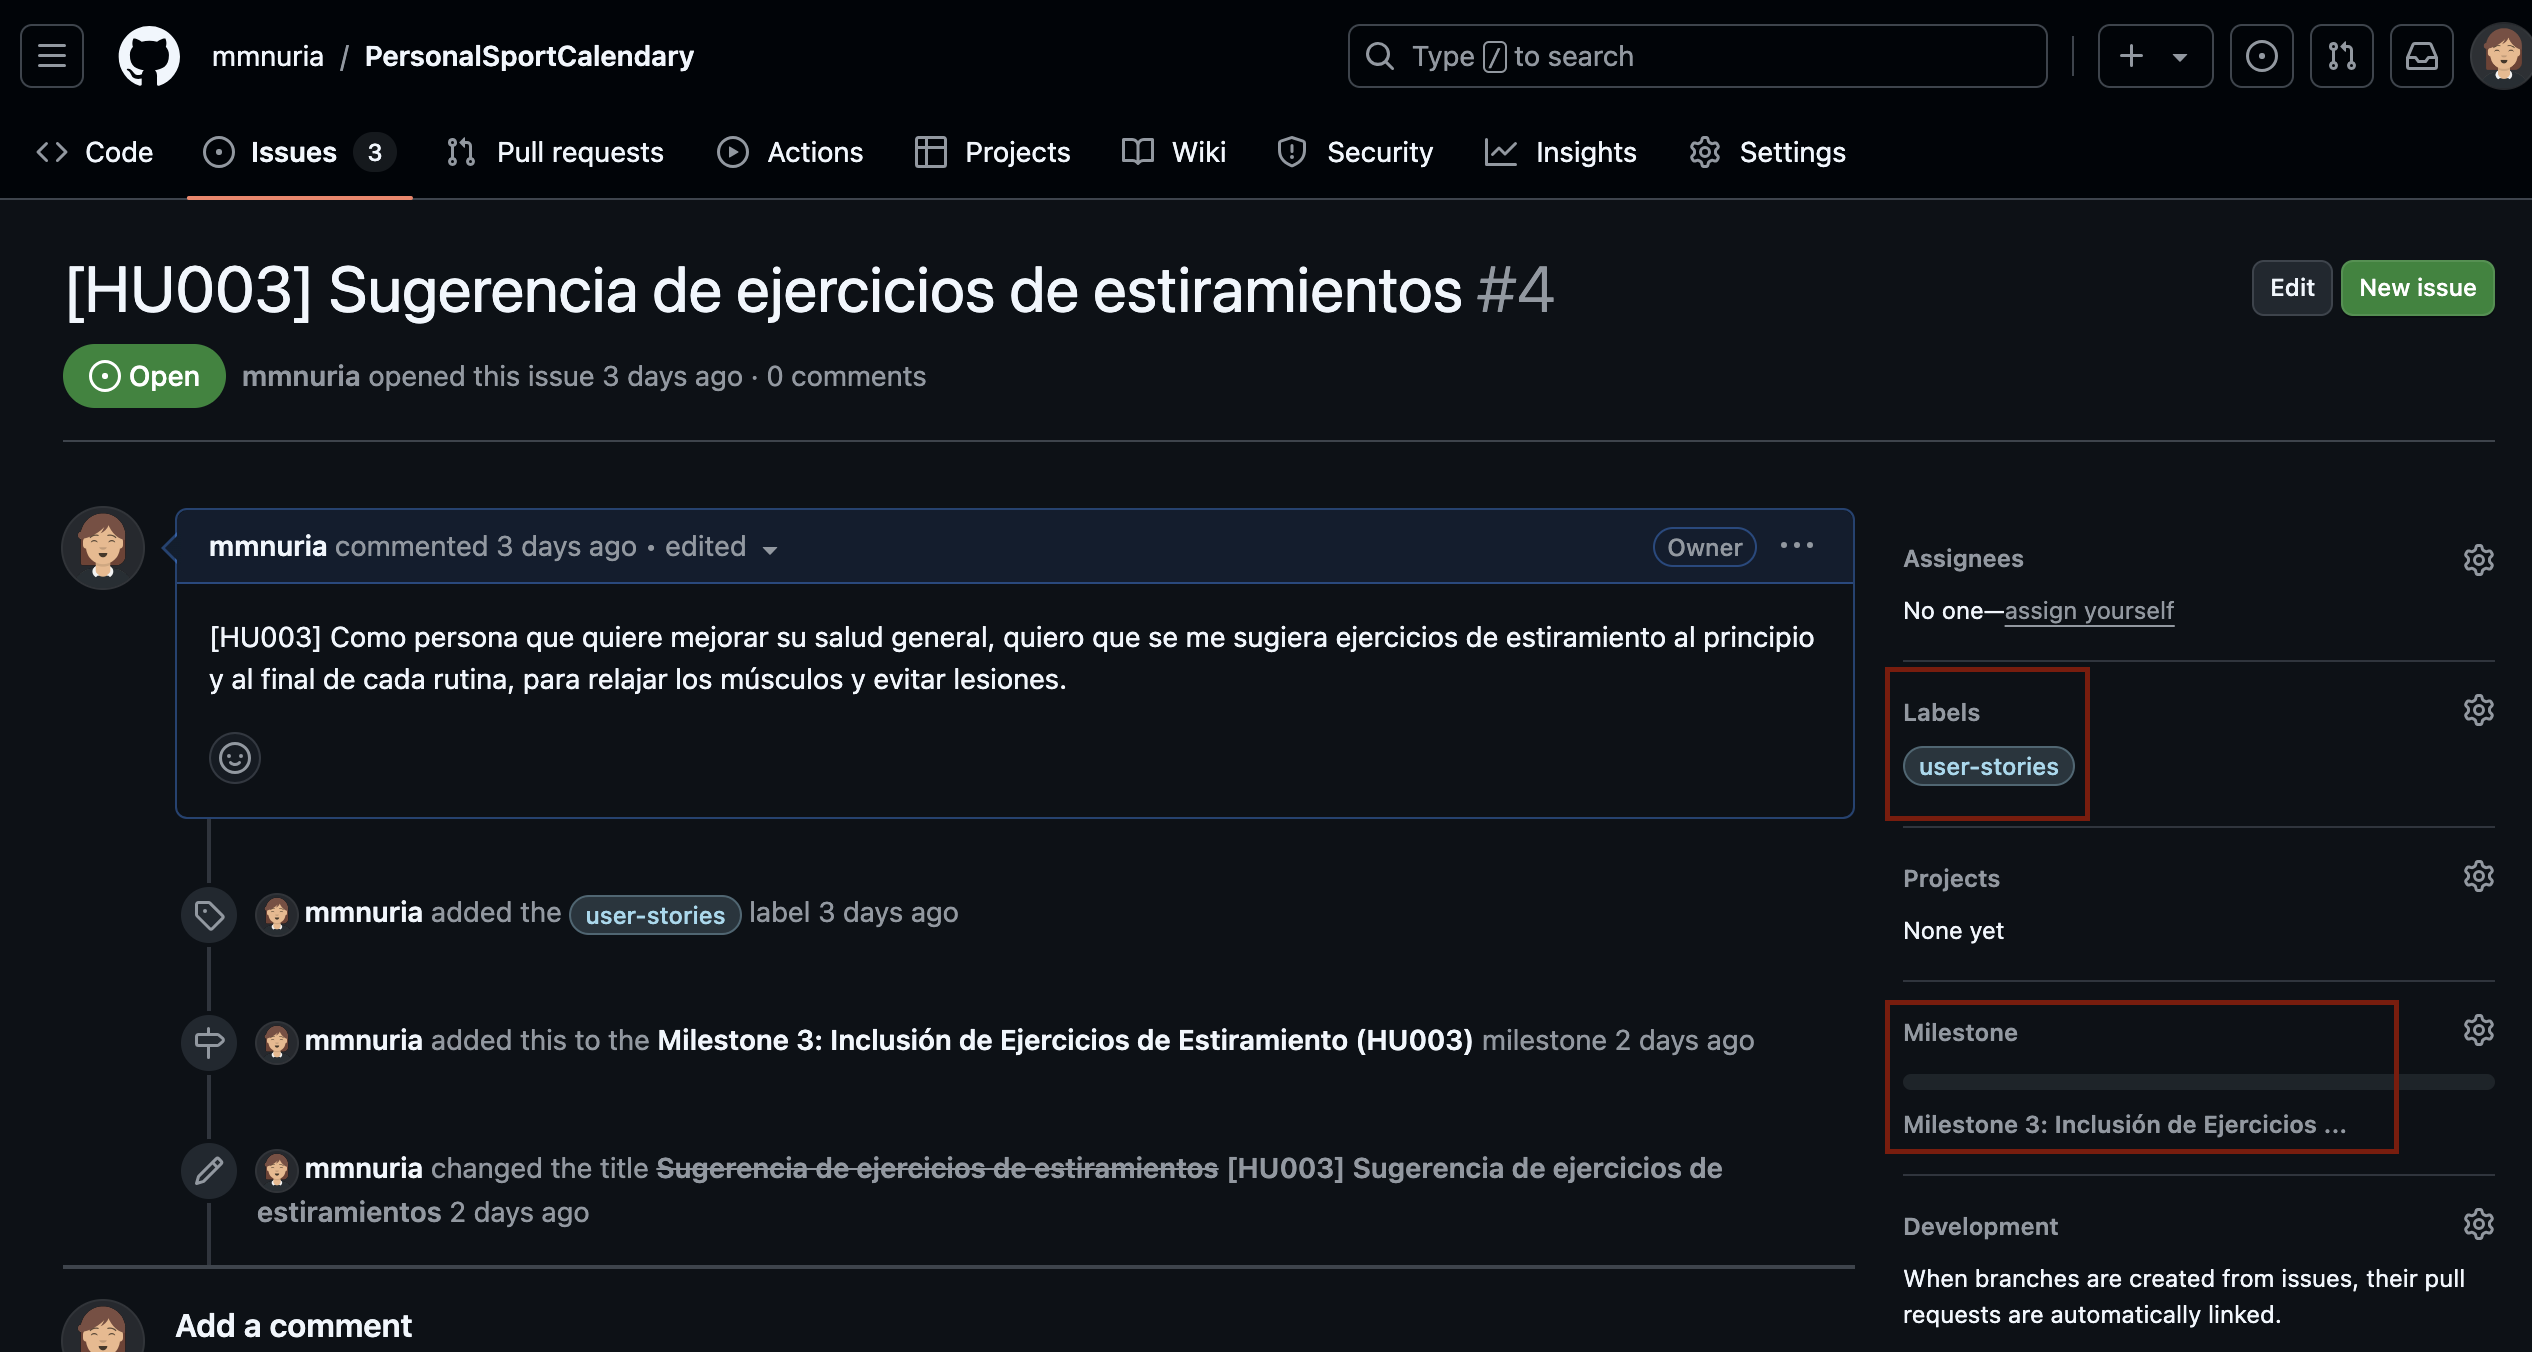 mmnuria / PersonalSportCalendary
Type / to search
Code Issues 3 Pull requests Actions Projects Wiki Security Insights Settings
[HU003] Sugerencia de ejercicios de estiramientos #4
Edit New issue
Open mmnuria opened this issue 3 days ago · 0 comments
mmnuria commented 3 days ago • edited
Owner
[HU003] Como persona que quiere mejorar su salud general, quiero que se me sugiera ejercicios de estiramiento al principio
y al final de cada rutina, para relajar los músculos y evitar lesiones.
mmnuria added the user-stories label 3 days ago
mmnuria added this to the Milestone 3: Inclusión de Ejercicios de Estiramiento (HU003) milestone 2 days ago
mmnuria changed the title Sugerencia de ejercicios de estiramientos [HU003] Sugerencia de ejercicios de
estiramientos 2 days ago
Add a comment
Assignees
No one—assign yourself
Labels
user-stories
Projects
None yet
Milestone
Milestone 3: Inclusión de Ejercicios ...
Development
When branches are created from issues, their pull
requests are automatically linked.